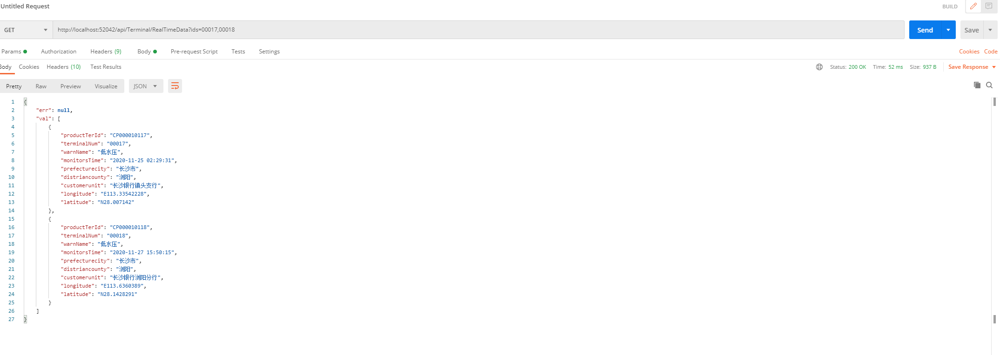 Untitled Request
BUILD
GET
http://localhost:52042/api/Terminal/RealTimeData?ids=00017,00018
Send
Save
Params
Authorization
Headers (9)
Body
Pre-request Script
Tests
Settings
Cookies
Code
Body
Cookies
Headers (10)
Test Results
Status: 200 OK
Time: 52 ms
Size: 937 B
Save Response
Pretty
Raw
Preview
Visualize
JSON
1 {
2 "err": null,
3 "val": [
4 {
5 "productTerId": "CP000010117",
6 "terminalNum": "00017",
7 "warnName": "低水压",
8 "monitorsTime": "2020-11-25 02:29:31",
9 "prefecturecity": "长沙市",
10 "distriancounty": "浏阳",
11 "customerunit": "长沙银行镇头支行",
12 "longitude": "E113.33542228",
13 "latitude": "N28.007142"
14 },
15 {
16 "productTerId": "CP000010118",
17 "terminalNum": "00018",
18 "warnName": "低水压",
19 "monitorsTime": "2020-11-27 15:50:15",
20 "prefecturecity": "长沙市",
21 "distriancounty": "浏阳",
22 "customerunit": "长沙银行浏阳分行",
23 "longitude": "E113.6360389",
24 "latitude": "N28.1428291"
25 }
26 ]
27 }